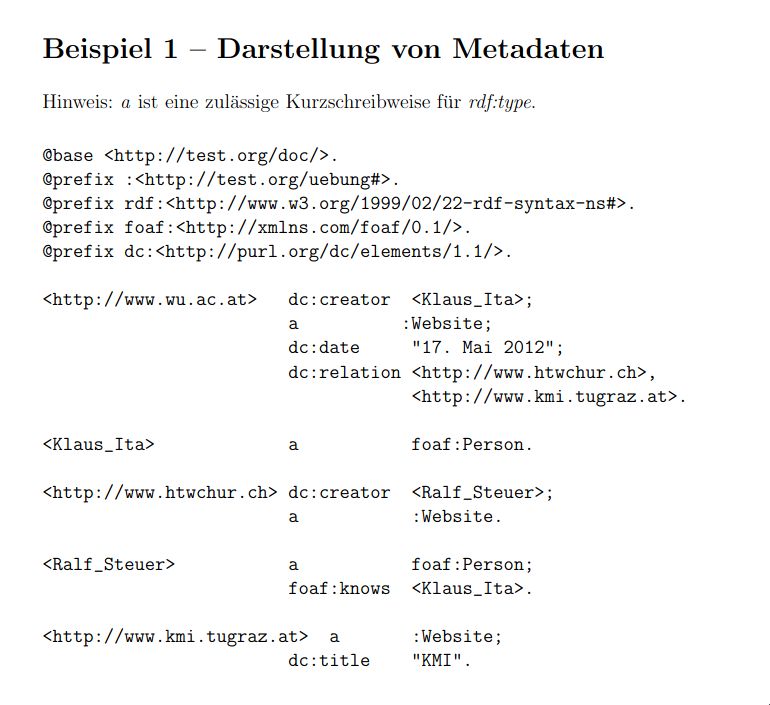 Beispiel 1 – Darstellung von Metadaten
Hinweis: a ist eine zulässige Kurzschreibweise für rdf:type.
@base <http://test.org/doc/>.
@prefix :<http://test.org/uebung#>.
@prefix rdf:<http://www.w3.org/1999/02/22-rdf-syntax-ns#>.
@prefix foaf:<http://xmlns.com/foaf/0.1/>.
@prefix dc:<http://purl.org/dc/elements/1.1/>.
<http://www.wu.ac.at> dc:creator <Klaus_Ita>;
a :Website;
dc:date "17. Mai 2012";
dc:relation <http://www.htwchur.ch>,
<http://www.kmi.tugraz.at>.
<Klaus_Ita> a foaf:Person.
<http://www.htwchur.ch> dc:creator <Ralf_Steuer>;
a :Website.
<Ralf_Steuer> a foaf:Person;
foaf:knows <Klaus_Ita>.
<http://www.kmi.tugraz.at> a :Website;
dc:title "KMI".